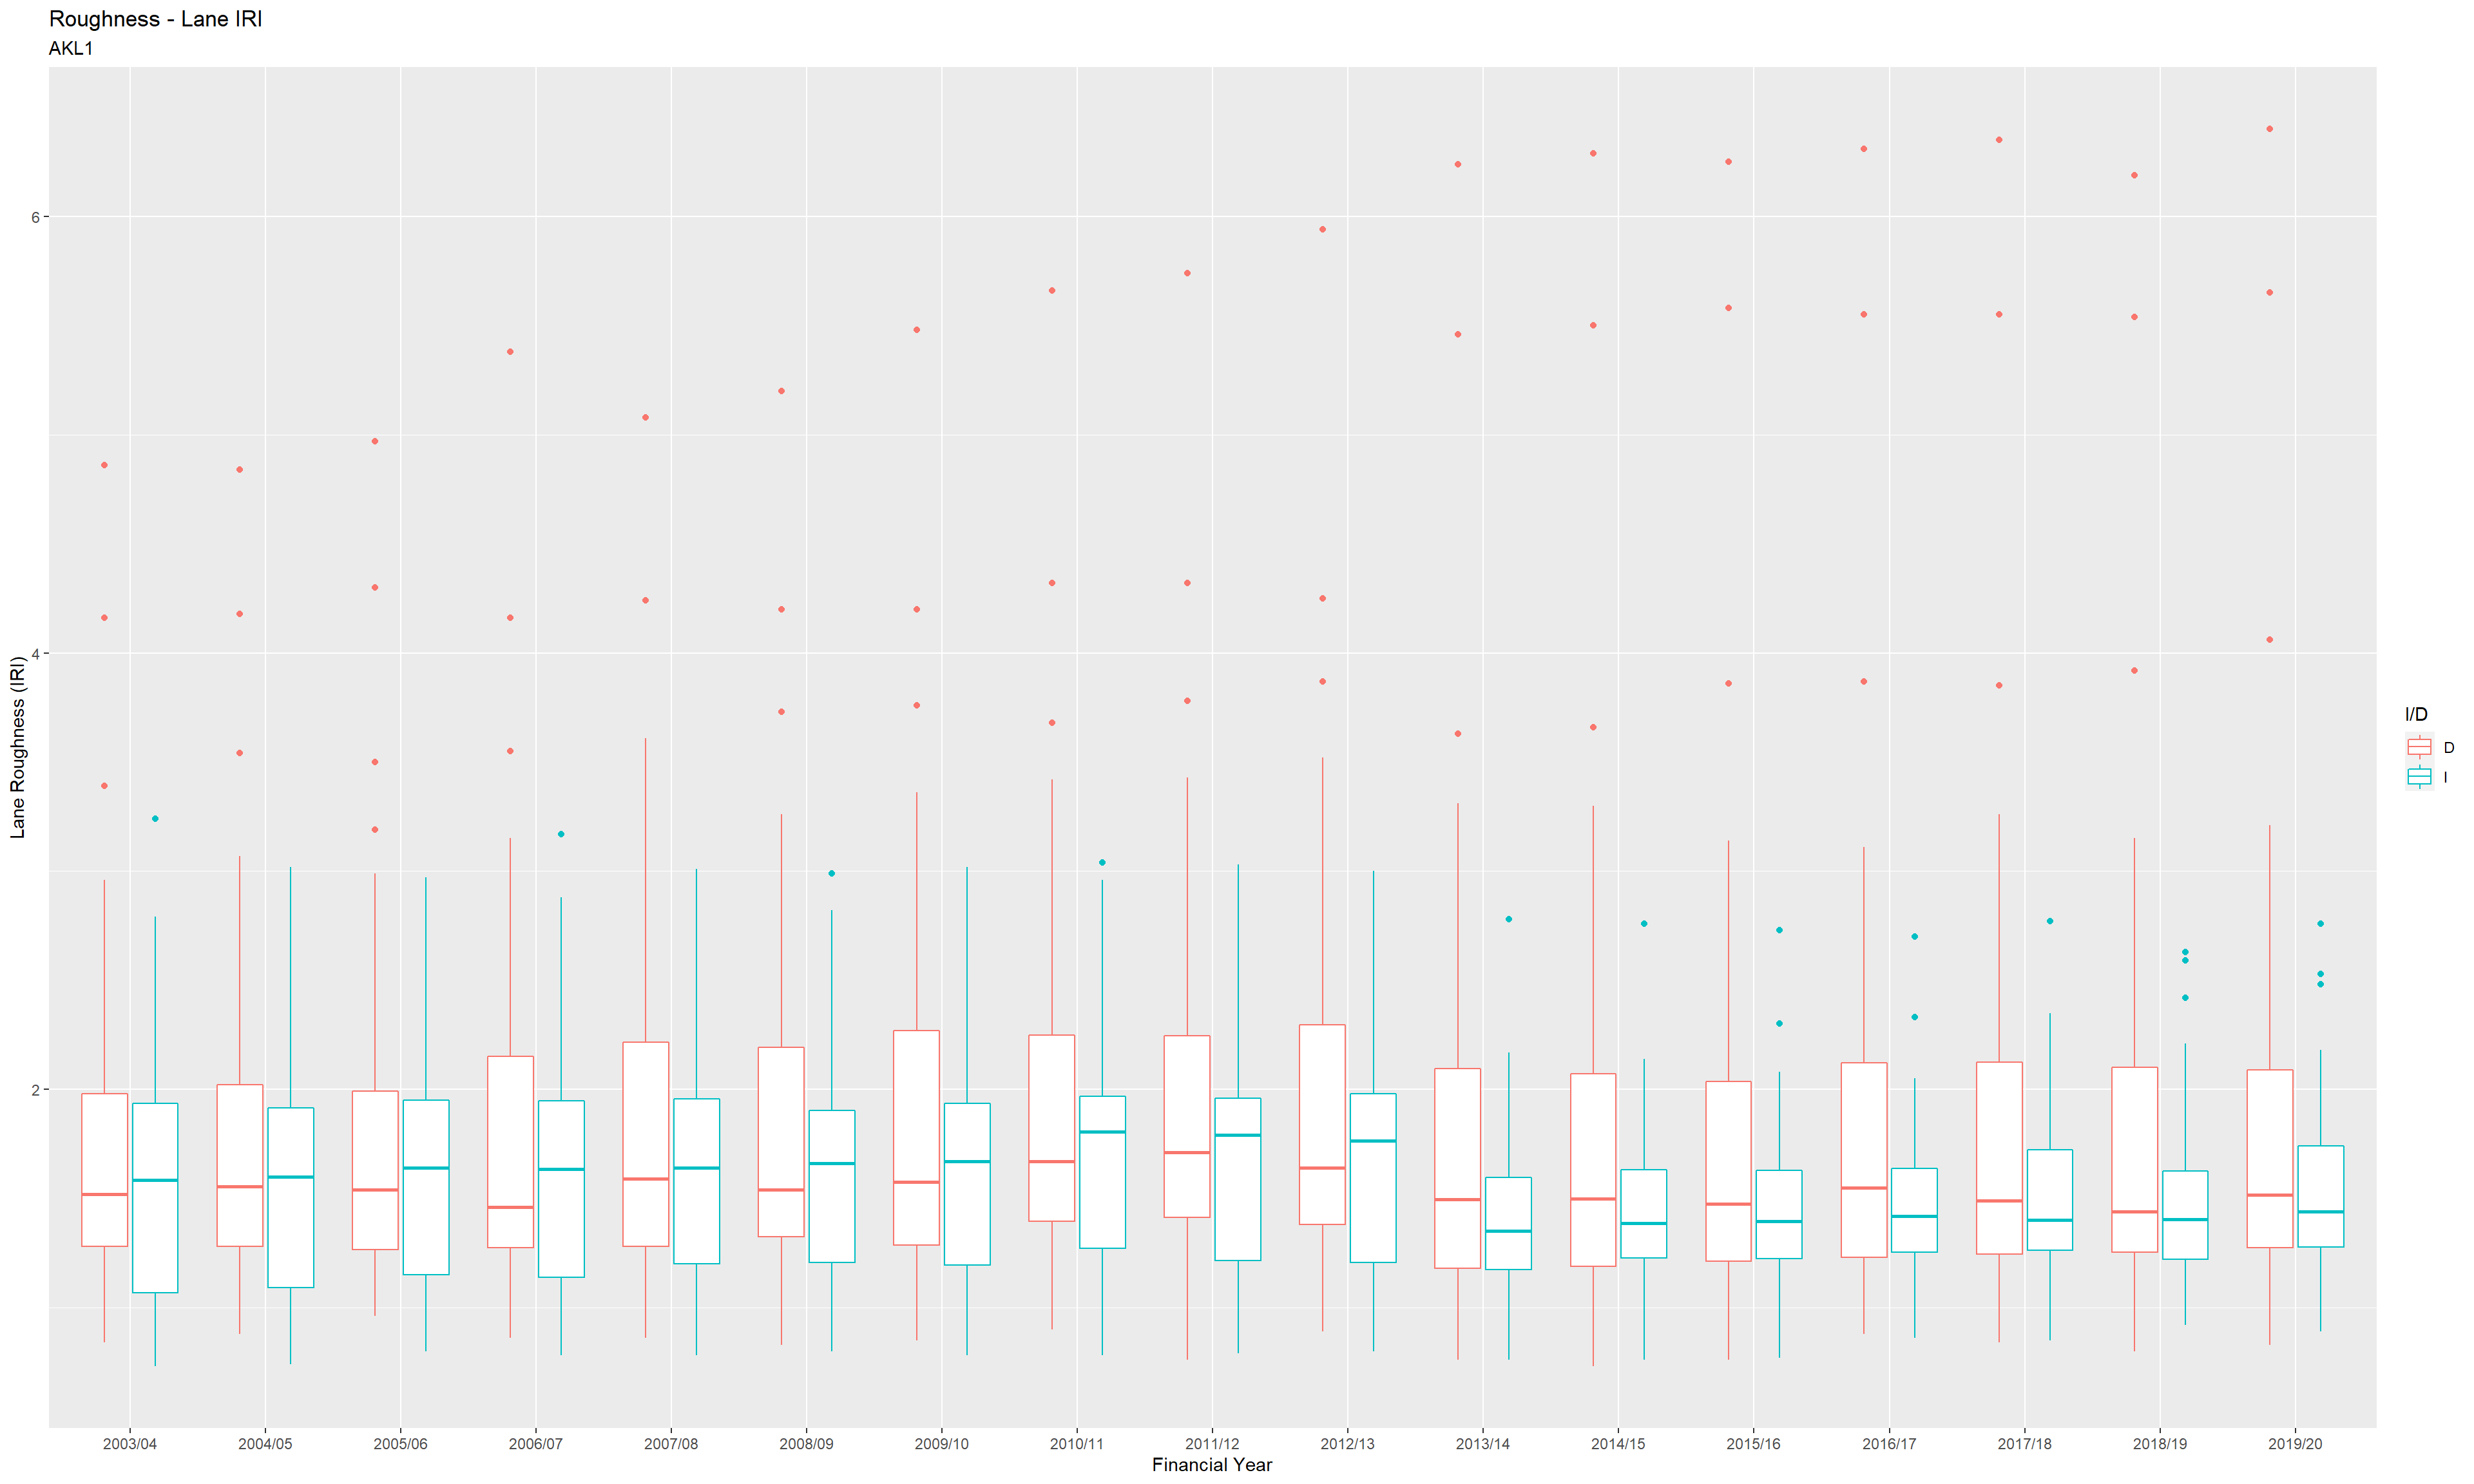 Roughness - Lane IRI
AKL1
Lane Roughness (IRI)
6
4
2
2003/04
2004/05
2005/06
2006/07
2007/08
2008/09
2009/10
2010/11
2011/12
2012/13
2013/14
2014/15
2015/16
2016/17
2017/18
2018/19
2019/20
Financial Year
I/D
D
I